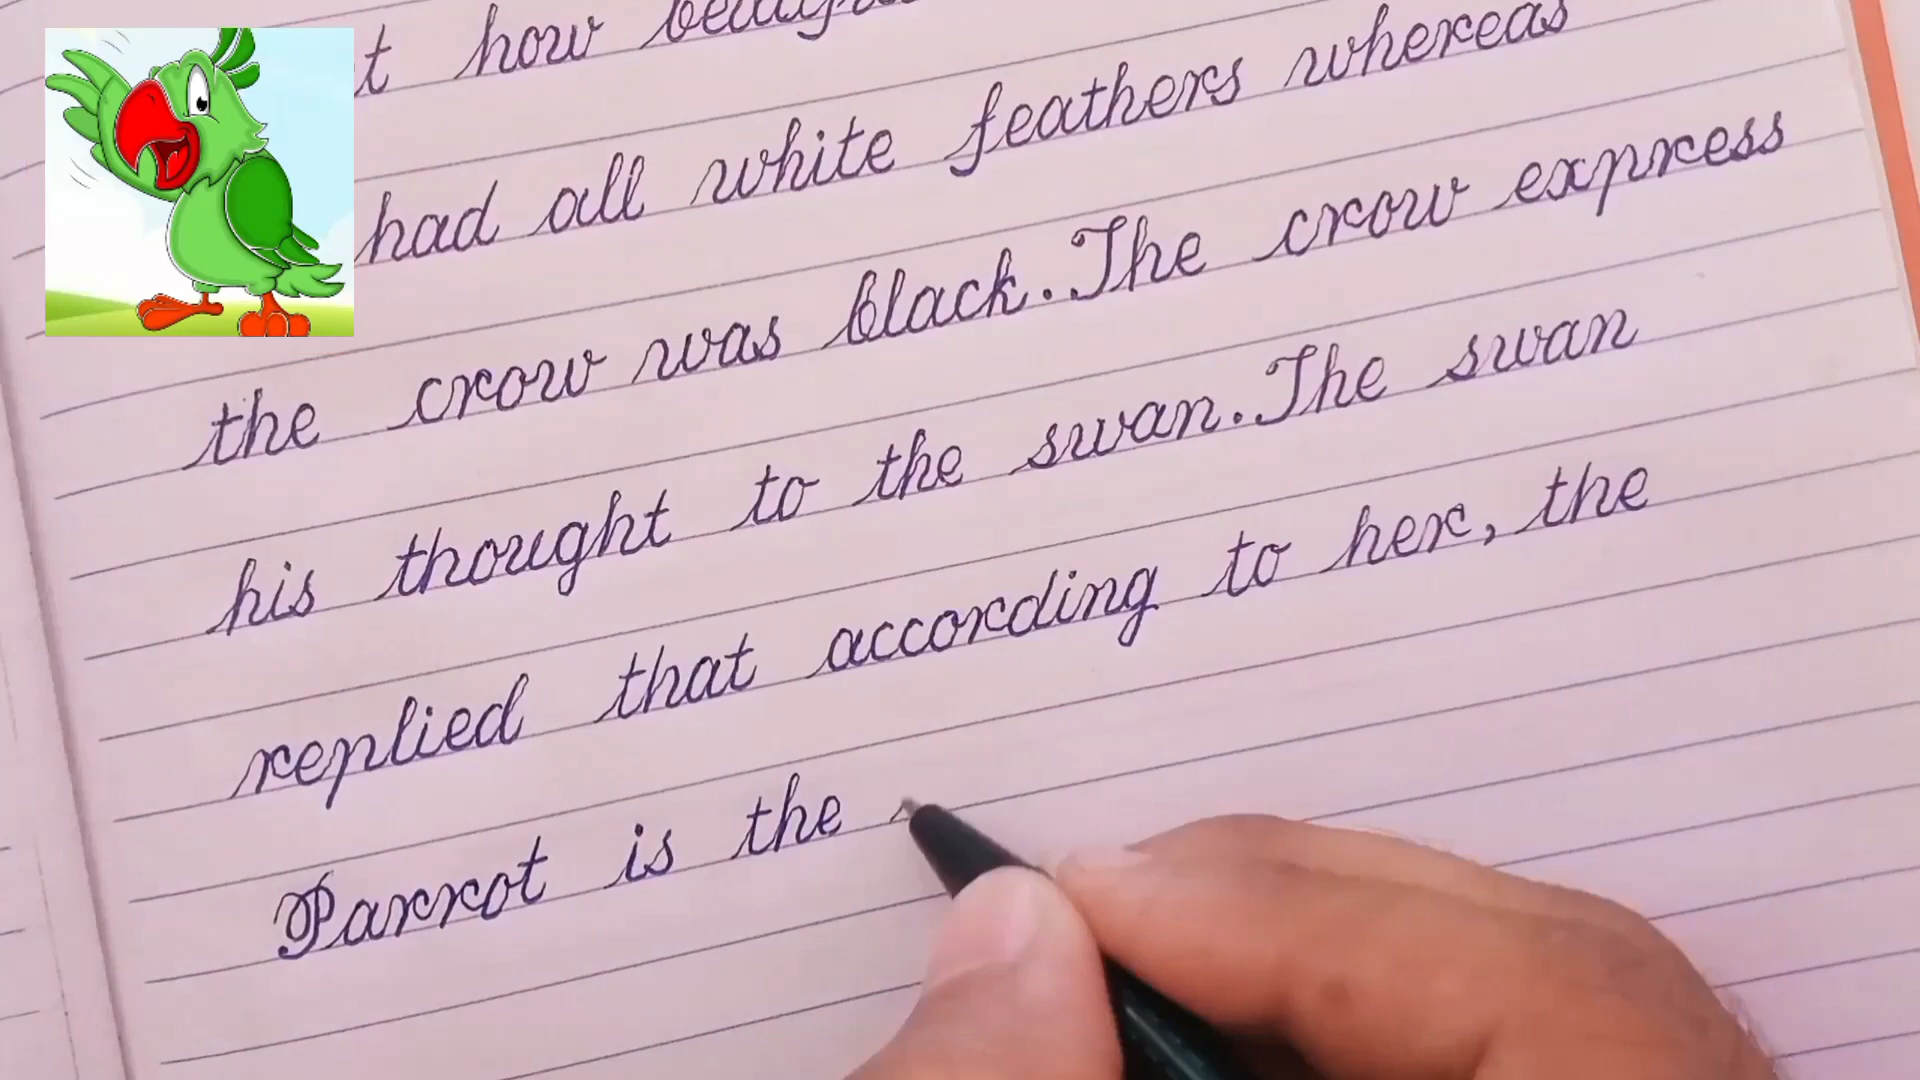 t how
had all white feathers whereas
the crow was black. The crow express
his thought to the swan. The swan
replied that according to her, the
Parrot is the